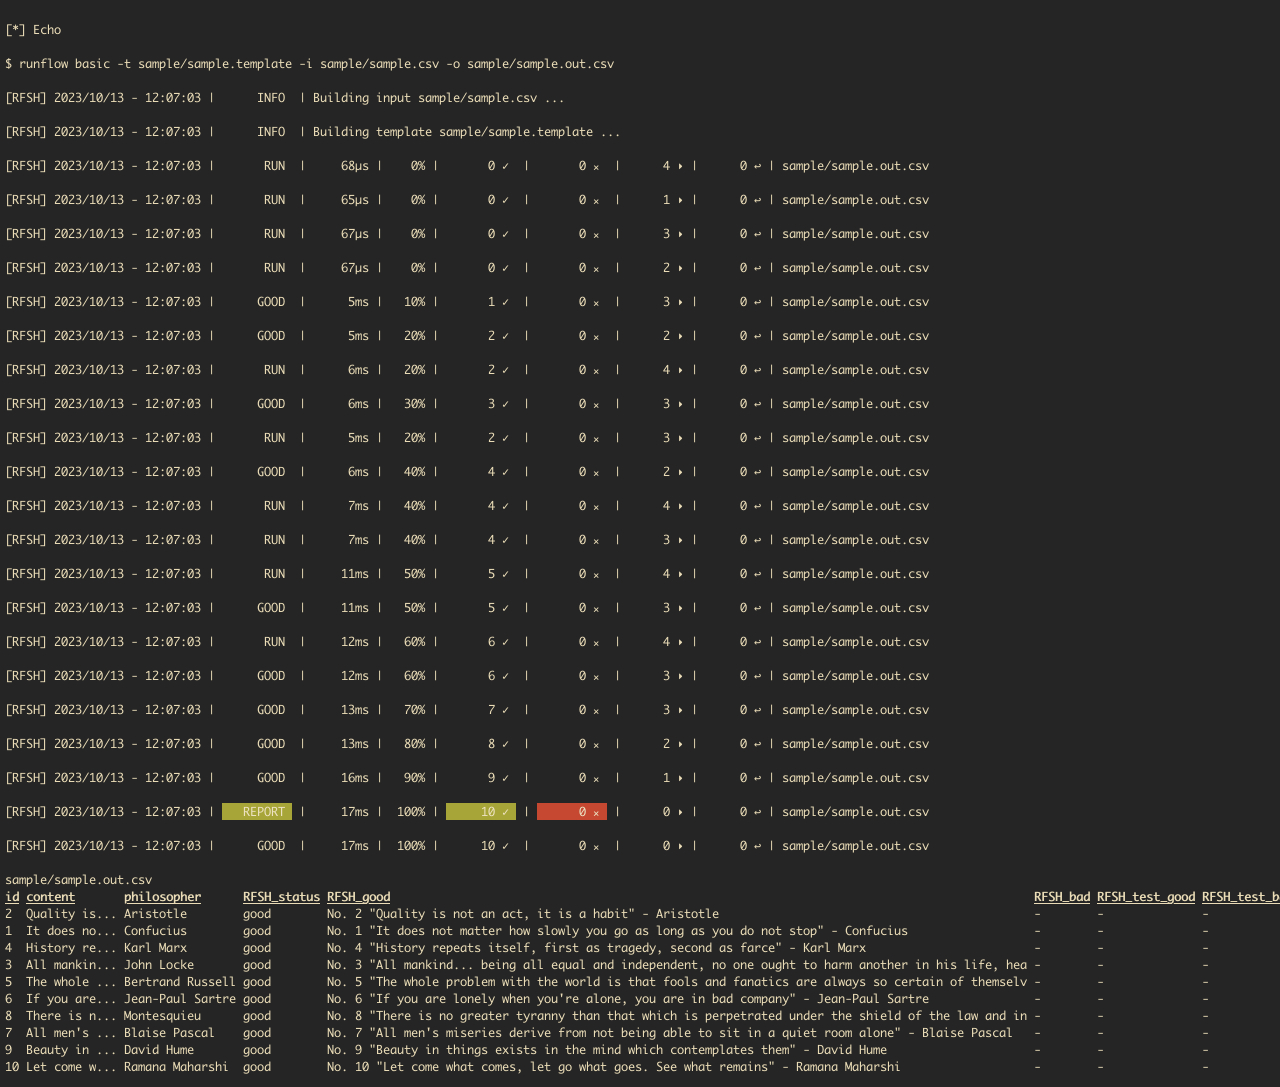 [*] Echo
$ runflow basic -t sample/sample.template -i sample/sample.csv -o sample/sample.out.csv
[RFSH] 2023/10/13 - 12:07:03 | INFO | Building input sample/sample.csv ...
[RFSH] 2023/10/13 - 12:07:03 | INFO | Building template sample/sample.template ...
[RFSH] 2023/10/13 - 12:07:03 | RUN | 68µs | 0% | 0 ✓ | 0 ✕ | 4 ‣ | 0 ↩ | sample/sample.out.csv
[RFSH] 2023/10/13 - 12:07:03 | RUN | 65µs | 0% | 0 ✓ | 0 ✕ | 1 ‣ | 0 ↩ | sample/sample.out.csv
[RFSH] 2023/10/13 - 12:07:03 | RUN | 67µs | 0% | 0 ✓ | 0 ✕ | 3 ‣ | 0 ↩ | sample/sample.out.csv
[RFSH] 2023/10/13 - 12:07:03 | RUN | 67µs | 0% | 0 ✓ | 0 ✕ | 2 ‣ | 0 ↩ | sample/sample.out.csv
[RFSH] 2023/10/13 - 12:07:03 | GOOD | 5ms | 10% | 1 ✓ | 0 ✕ | 3 ‣ | 0 ↩ | sample/sample.out.csv
[RFSH] 2023/10/13 - 12:07:03 | GOOD | 5ms | 20% | 2 ✓ | 0 ✕ | 2 ‣ | 0 ↩ | sample/sample.out.csv
[RFSH] 2023/10/13 - 12:07:03 | RUN | 6ms | 20% | 2 ✓ | 0 ✕ | 4 ‣ | 0 ↩ | sample/sample.out.csv
[RFSH] 2023/10/13 - 12:07:03 | GOOD | 6ms | 30% | 3 ✓ | 0 ✕ | 3 ‣ | 0 ↩ | sample/sample.out.csv
[RFSH] 2023/10/13 - 12:07:03 | RUN | 5ms | 20% | 2 ✓ | 0 ✕ | 3 ‣ | 0 ↩ | sample/sample.out.csv
[RFSH] 2023/10/13 - 12:07:03 | GOOD | 6ms | 40% | 4 ✓ | 0 ✕ | 2 ‣ | 0 ↩ | sample/sample.out.csv
[RFSH] 2023/10/13 - 12:07:03 | RUN | 7ms | 40% | 4 ✓ | 0 ✕ | 4 ‣ | 0 ↩ | sample/sample.out.csv
[RFSH] 2023/10/13 - 12:07:03 | RUN | 7ms | 40% | 4 ✓ | 0 ✕ | 3 ‣ | 0 ↩ | sample/sample.out.csv
[RFSH] 2023/10/13 - 12:07:03 | RUN | 11ms | 50% | 5 ✓ | 0 ✕ | 4 ‣ | 0 ↩ | sample/sample.out.csv
[RFSH] 2023/10/13 - 12:07:03 | GOOD | 11ms | 50% | 5 ✓ | 0 ✕ | 3 ‣ | 0 ↩ | sample/sample.out.csv
[RFSH] 2023/10/13 - 12:07:03 | RUN | 12ms | 60% | 6 ✓ | 0 ✕ | 4 ‣ | 0 ↩ | sample/sample.out.csv
[RFSH] 2023/10/13 - 12:07:03 | GOOD | 12ms | 60% | 6 ✓ | 0 ✕ | 3 ‣ | 0 ↩ | sample/sample.out.csv
[RFSH] 2023/10/13 - 12:07:03 | GOOD | 13ms | 70% | 7 ✓ | 0 ✕ | 3 ‣ | 0 ↩ | sample/sample.out.csv
[RFSH] 2023/10/13 - 12:07:03 | GOOD | 13ms | 80% | 8 ✓ | 0 ✕ | 2 ‣ | 0 ↩ | sample/sample.out.csv
[RFSH] 2023/10/13 - 12:07:03 | GOOD | 16ms | 90% | 9 ✓ | 0 ✕ | 1 ‣ | 0 ↩ | sample/sample.out.csv
[RFSH] 2023/10/13 - 12:07:03 | REPORT | 17ms | 100% | 10 ✓ | 0 ✕ | 0 ‣ | 0 ↩ | sample/sample.out.csv
[RFSH] 2023/10/13 - 12:07:03 | GOOD | 17ms | 100% | 10 ✓ | 0 ✕ | 0 ‣ | 0 ↩ | sample/sample.out.csv
sample/sample.out.csv
id content philosopher RFSH_status RFSH_good RFSH_bad RFSH_test_good RFSH_test_b
2 Quality is... Aristotle good No. 2 "Quality is not an act, it is a habit" - Aristotle - - -
1 It does no... Confucius good No. 1 "It does not matter how slowly you go as long as you do not stop" - Confucius - - -
4 History re... Karl Marx good No. 4 "History repeats itself, first as tragedy, second as farce" - Karl Marx - - -
3 All mankin... John Locke good No. 3 "All mankind... being all equal and independent, no one ought to harm another in his life, hea - - -
5 The whole ... Bertrand Russell good No. 5 "The whole problem with the world is that fools and fanatics are always so certain of themselv - - -
6 If you are... Jean-Paul Sartre good No. 6 "If you are lonely when you're alone, you are in bad company" - Jean-Paul Sartre - - -
8 There is n... Montesquieu good No. 8 "There is no greater tyranny than that which is perpetrated under the shield of the law and in - - -
7 All men's ... Blaise Pascal good No. 7 "All men's miseries derive from not being able to sit in a quiet room alone" - Blaise Pascal - - -
9 Beauty in ... David Hume good No. 9 "Beauty in things exists in the mind which contemplates them" - David Hume - - -
10 Let come w... Ramana Maharshi good No. 10 "Let come what comes, let go what goes. See what remains" - Ramana Maharshi - - -